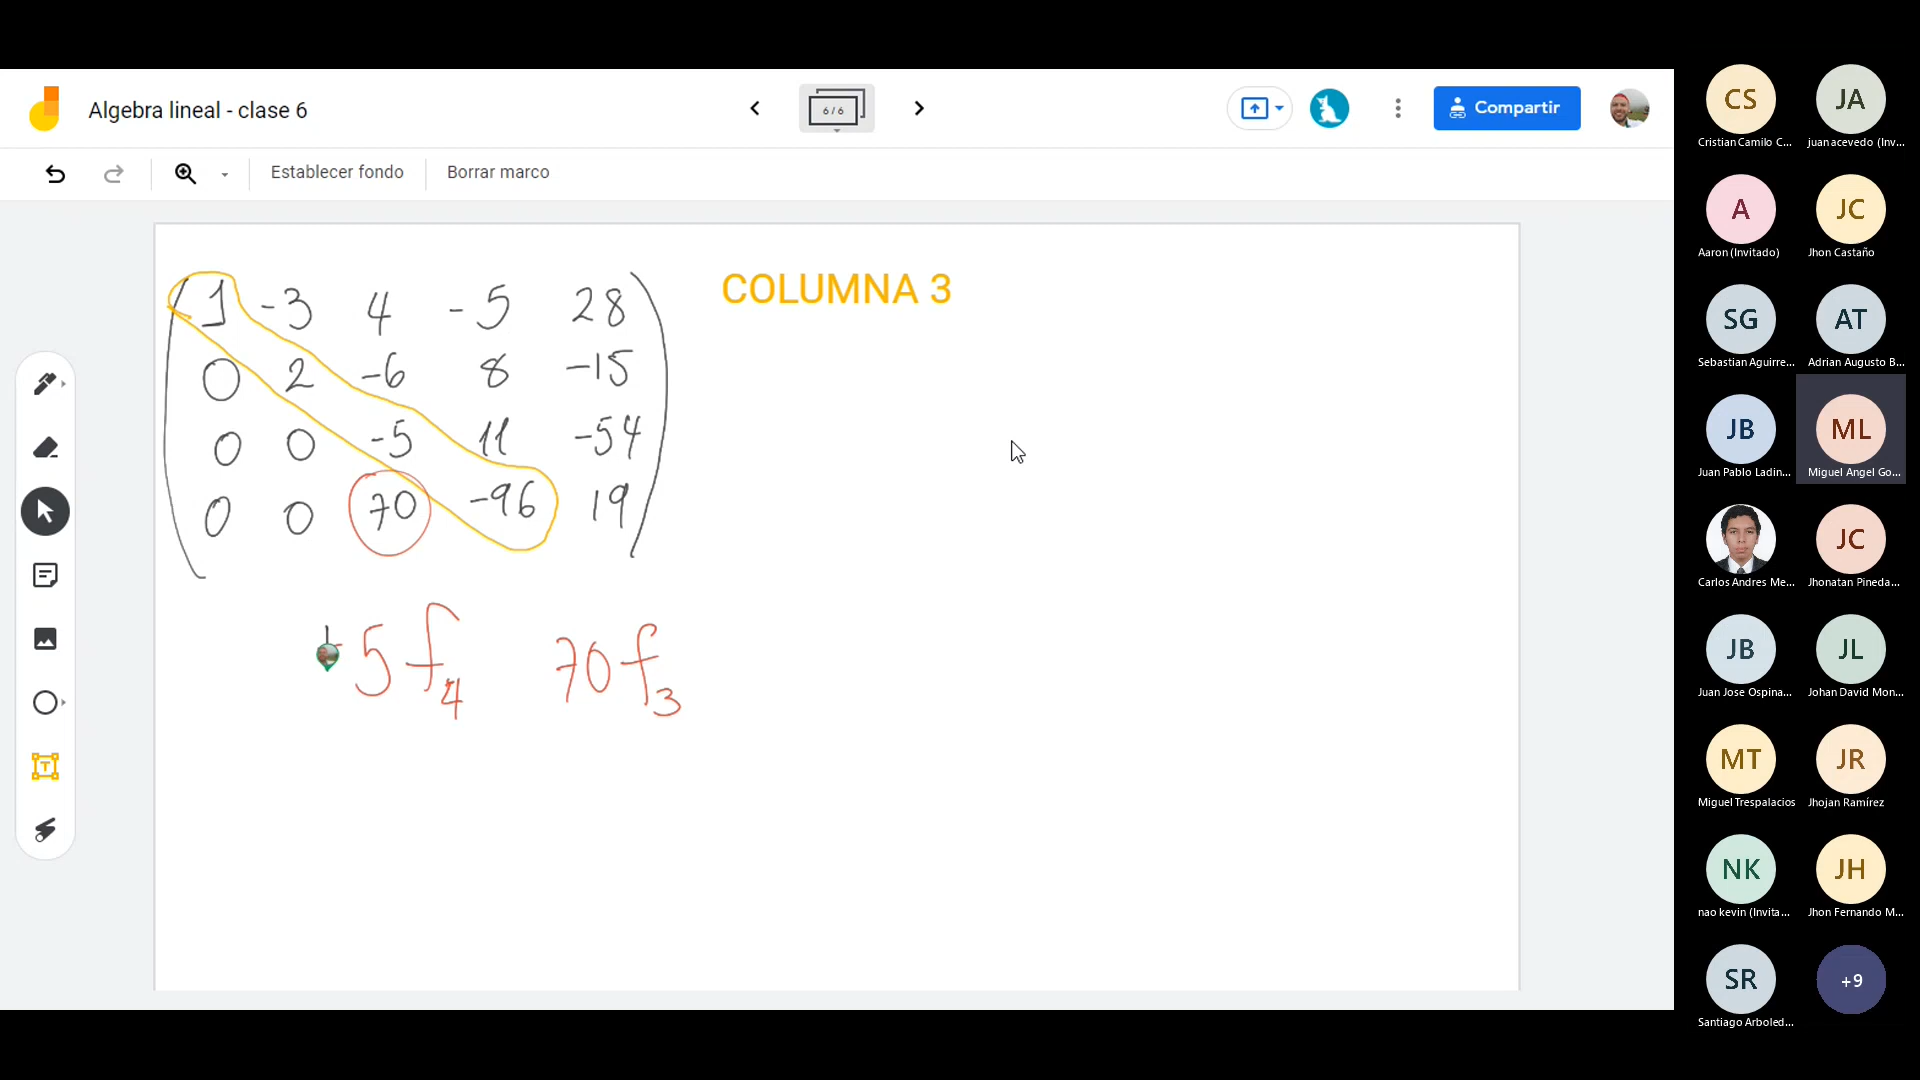 Algebra lineal - clase 6
6 / 6
Compartir
Establecer fondo
Borrar marco
COLUMNA 3
1 -3 4 -5 28
0 2 -6 8 -15
0 0 -5 11 -54
0 0 70 -96 19
+5f4 70f3
CS
Cristian Camilo C...
JA
juan acevedo (Inv...
A
Aaron (Invitado)
JC
Jhon Castaño
SG
Sebastian Aguirre...
AT
Adrian Augusto B...
JB
Juan Pablo Ladin...
ML
Miguel Angel Go...
Carlos Andres Me...
JC
Jhonatan Pineda...
JB
Juan Jose Ospina...
JL
Johan David Mon...
MT
Miguel Trespalacios
JR
Jhojan Ramírez
NK
nao kevin (Invita...
JH
Jhon Fernando M...
SR
Santiago Arboled...
+9